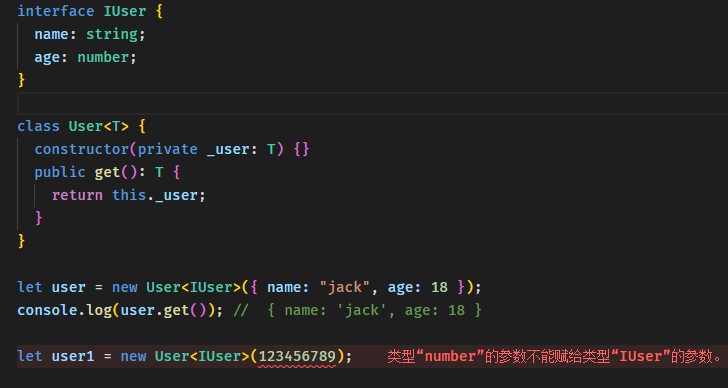 interface IUser {
  name: string;
  age: number;
}
class User<T> {
  constructor(private _user: T) {}
  public get(): T {
    return this._user;
  }
}
let user = new User<IUser>({ name: "jack", age: 18 });
console.log(user.get()); //  { name: 'jack', age: 18 }
let user1 = new User<IUser>(123456789);    类型“number”的参数不能赋给类型“IUser”的参数。